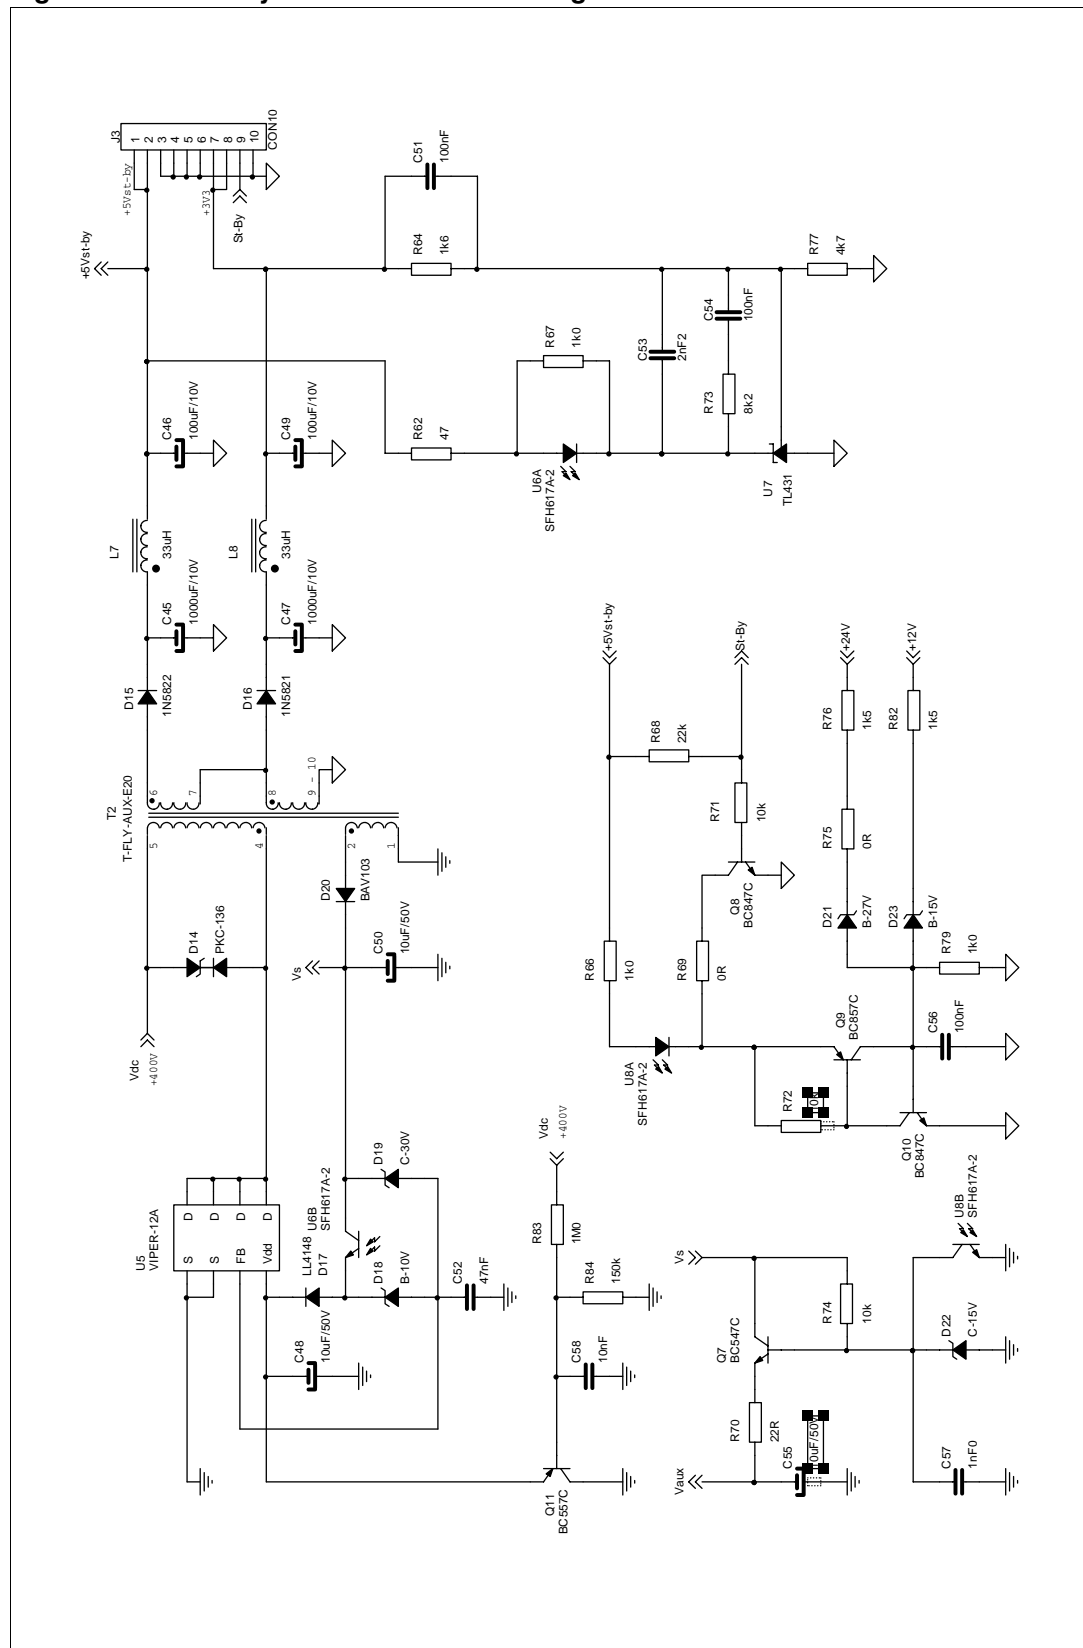 J3
CON10
1
2
3
4
5
6
7
8
9
10
+5Vst-by
+3V3
St-By
+5Vst-by
C51
100nF
R64
1k6
R77
4k7
C54
100nF
R73
8k2
C53
2nF2
R67
1k0
R62
47
U6A
SFH617A-2
U7
TL431
C46
100uF/10V
C49
100uF/10V
L7
33uH
L8
33uH
C45
1000uF/10V
C47
1000uF/10V
D15
1N5822
D16
1N5821
T2
T-FLY-AUX-E20
5
4
6
7
8
9 - 10
2
1
D20
BAV103
D14
PKC-136
Vs
C50
10uF/50V
Vdc
+400V
U5
VIPER-12A
S
S
FB
Vdd
D
D
D
D
LL4148
D17
U6B
SFH617A-2
D19
C-30V
D18
B-10V
C52
47nF
C48
10uF/50V
Q11
BC557C
C58
10nF
R84
150k
R83
1M0
Vdc
+400V
+5Vst-by
St-By
+24V
+12V
R68
22k
R71
10k
R76
1k5
R82
1k5
R75
0R
Q8
BC847C
D21
B-27V
D23
B-15V
R66
1k0
R69
0R
R79
1k0
U8A
SFH617A-2
Q9
BC857C
C56
100nF
R72
Q10
BC847C
U8B
SFH617A-2
Vs
Q7
BC547C
R74
10k
D22
C-15V
R70
22R
C55
0uF/50V
Vaux
C57
1nF0